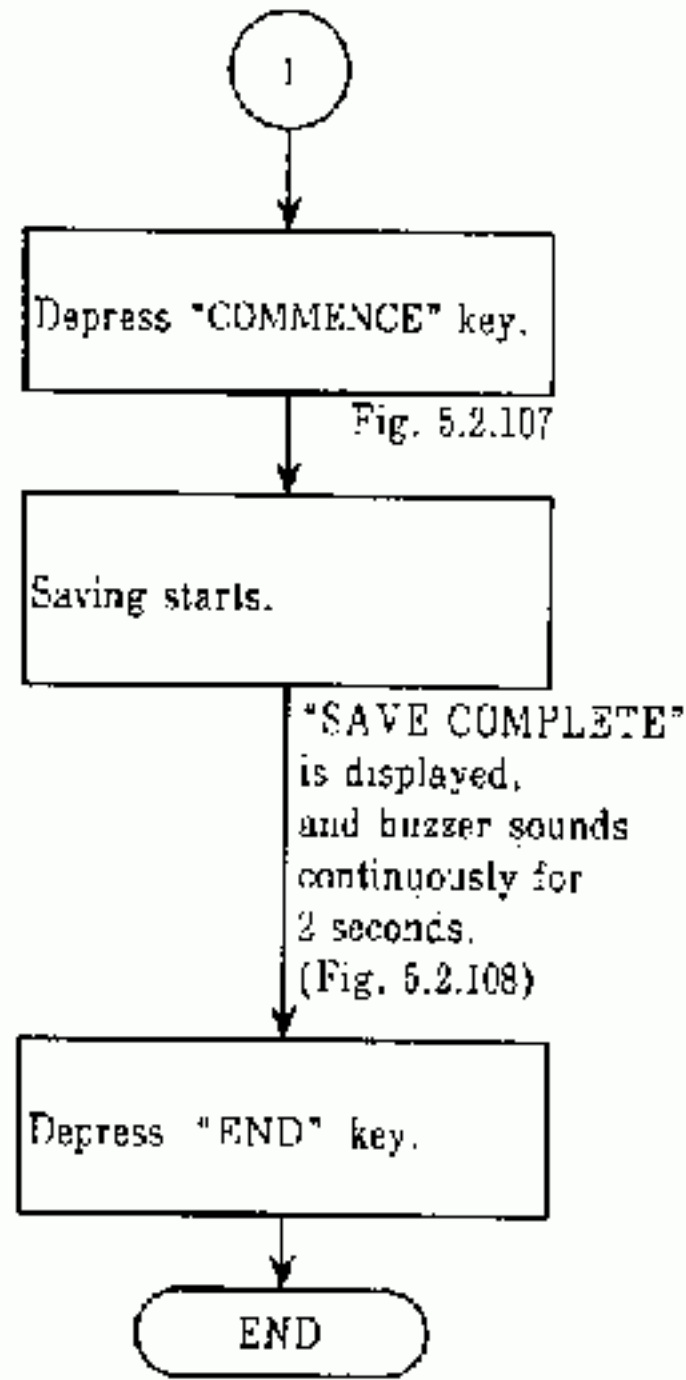 1
Depress "COMMENCE" key.
Fig. 5.2.107
Saving starts.
"SAVE COMPLETE"
is displayed,
and buzzer sounds
continuously for
2 seconds.
(Fig. 5.2.108)
Depress "END" key.
END